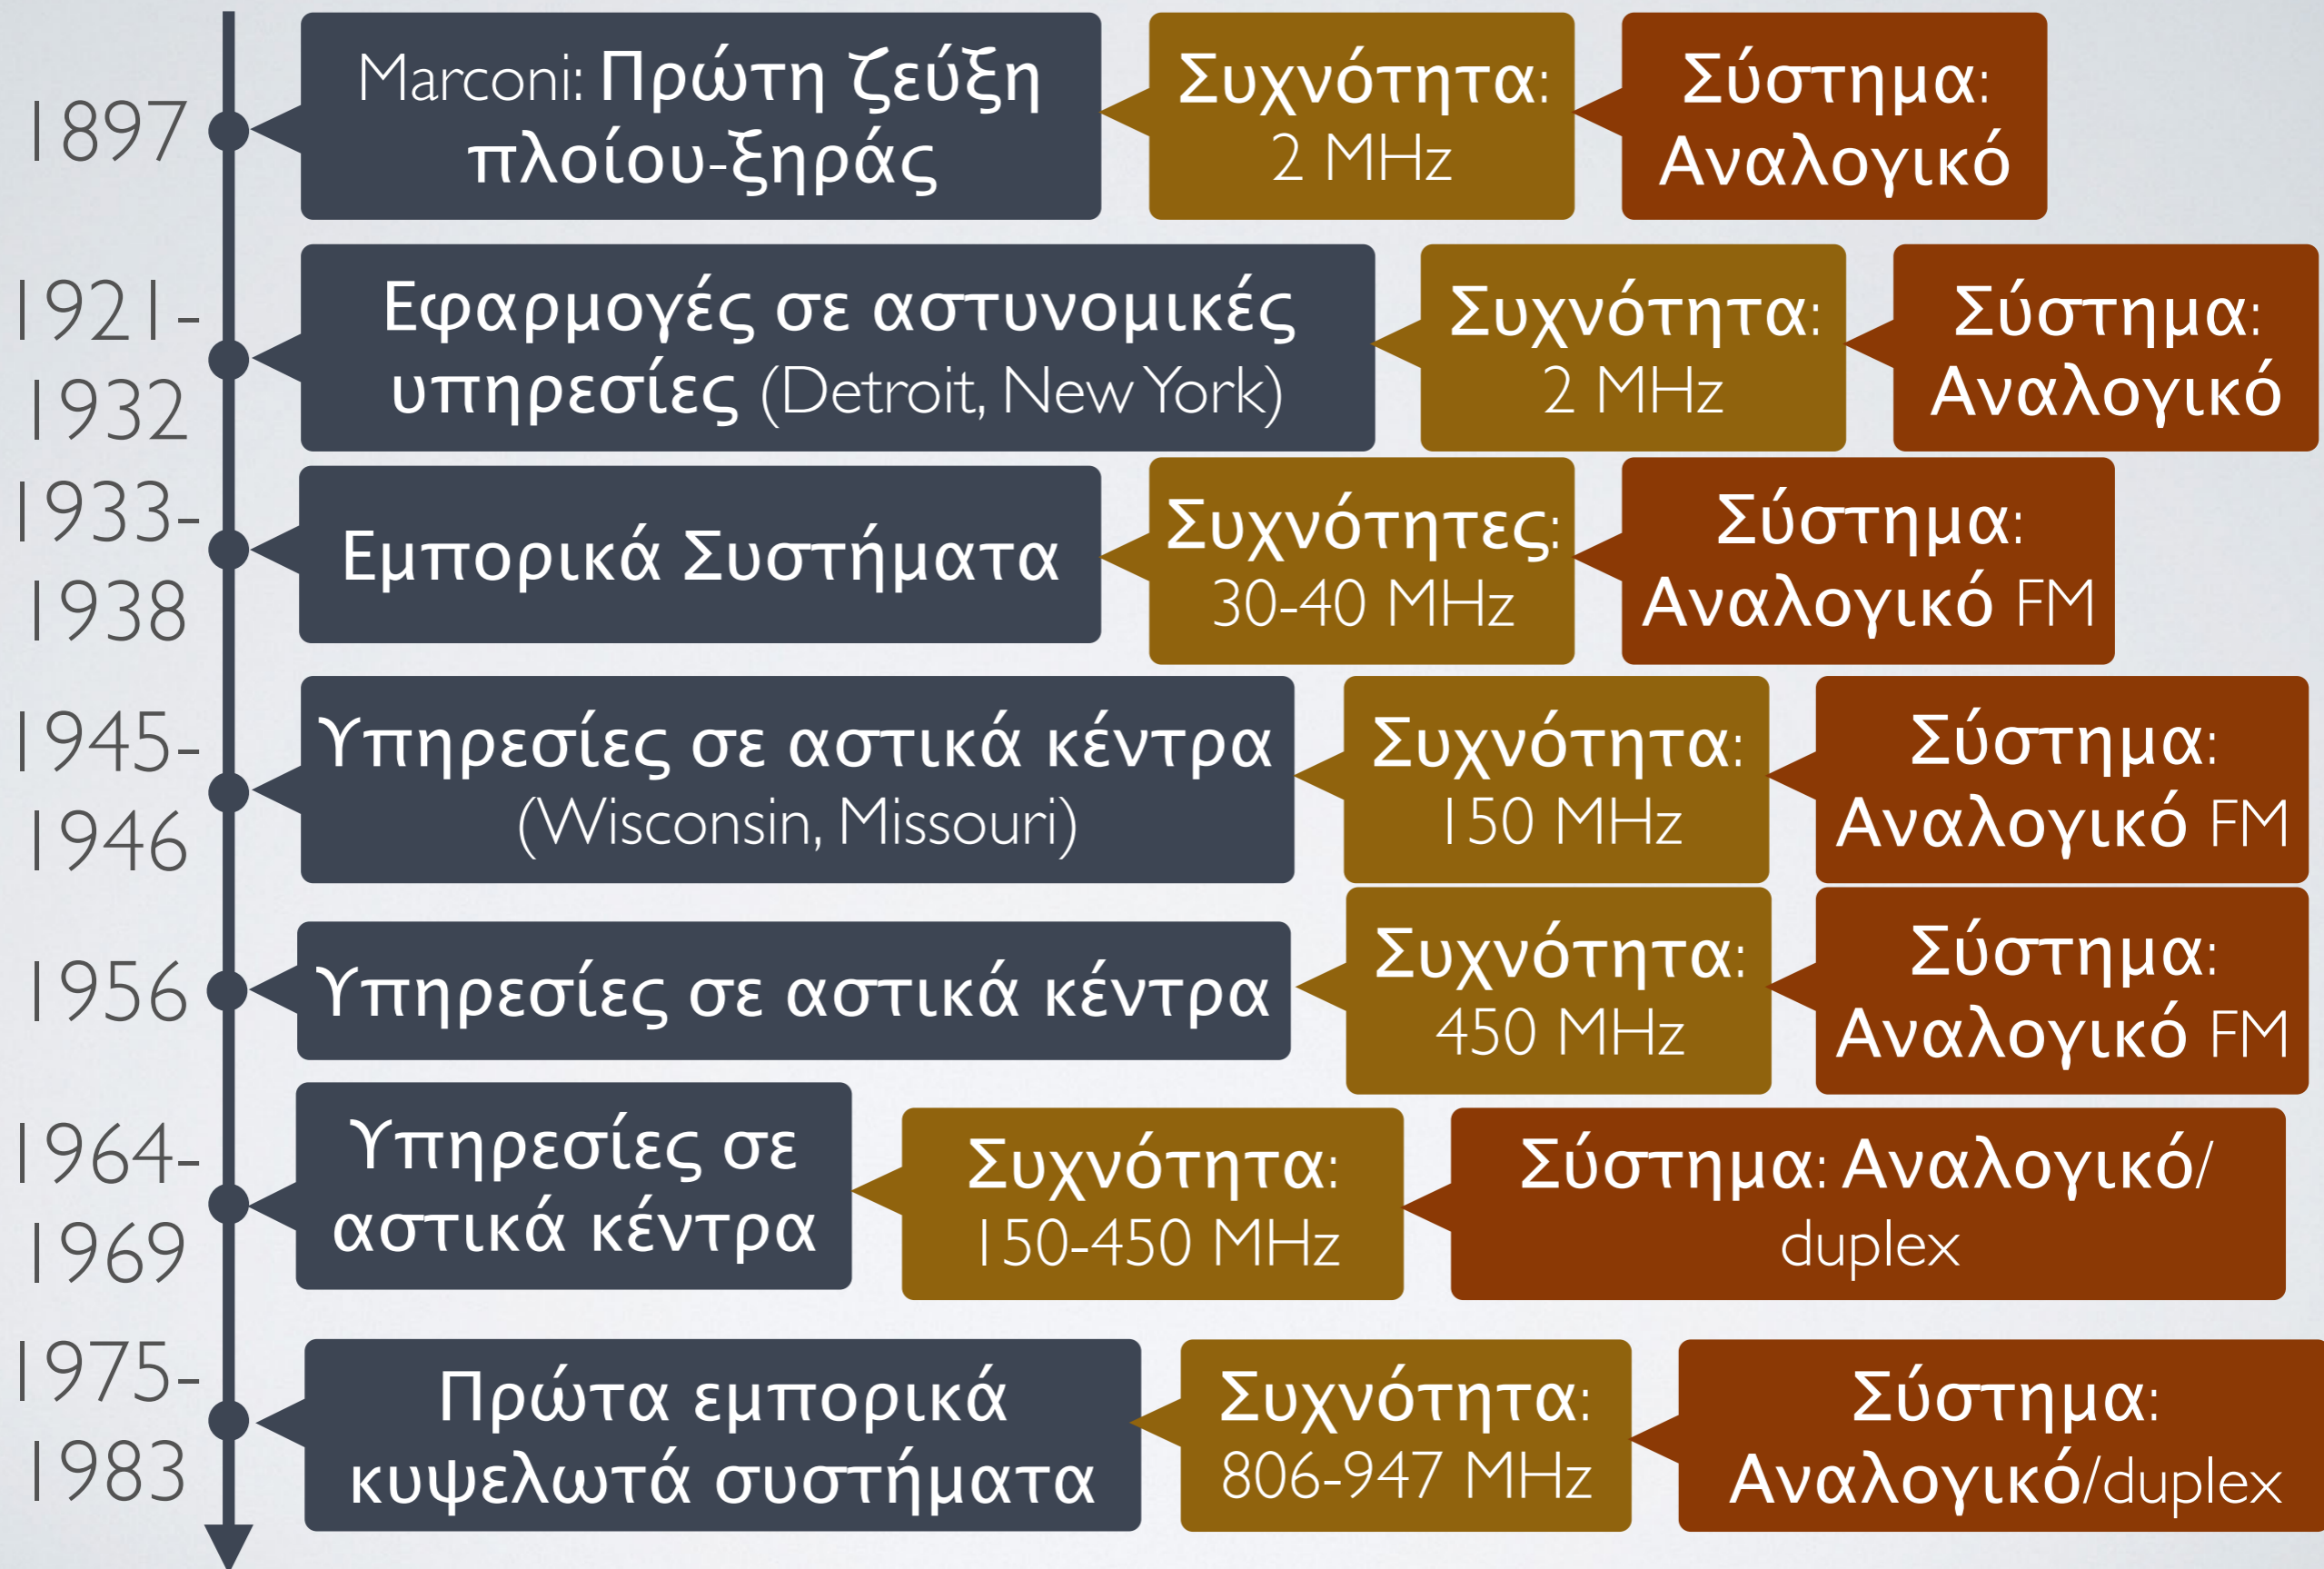 1897
Marconi: Πρώτη ζεύξη
πλοίου-ξηράς
Συχνότητα:
2 MHz
Σύστημα:
Αναλογικό
1921-
1932
Εφαρμογές σε αστυνομικές
υπηρεσίες (Detroit, New York)
Συχνότητα:
2 MHz
Σύστημα:
Αναλογικό
1933-
1938
Εμπορικά Συστήματα
Συχνότητες:
30-40 MHz
Σύστημα:
Αναλογικό FM
1945-
1946
Υπηρεσίες σε αστικά κέντρα
(Wisconsin, Missouri)
Συχνότητα:
150 MHz
Σύστημα:
Αναλογικό FM
1956
Υπηρεσίες σε αστικά κέντρα
Συχνότητα:
450 MHz
Σύστημα:
Αναλογικό FM
1964-
1969
Υπηρεσίες σε
αστικά κέντρα
Συχνότητα:
150-450 MHz
Σύστημα: Αναλογικό/
duplex
1975-
1983
Πρώτα εμπορικά
κυψελωτά συστήματα
Συχνότητα:
806-947 MHz
Σύστημα:
Αναλογικό/duplex